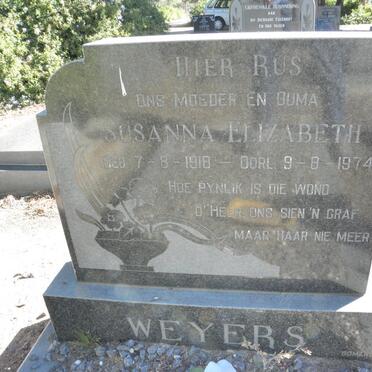 HIER RUS
ONS MOEDER EN OUMA
SUSANNA ELIZABETH
GEB 7-8-1918 – OORL. 9-8-1974
HOE PYNLIK IS DIE WOND
O' HEER, ONS SIEN 'N GRAF
MAAR HAAR NIE MEER
WEYERS